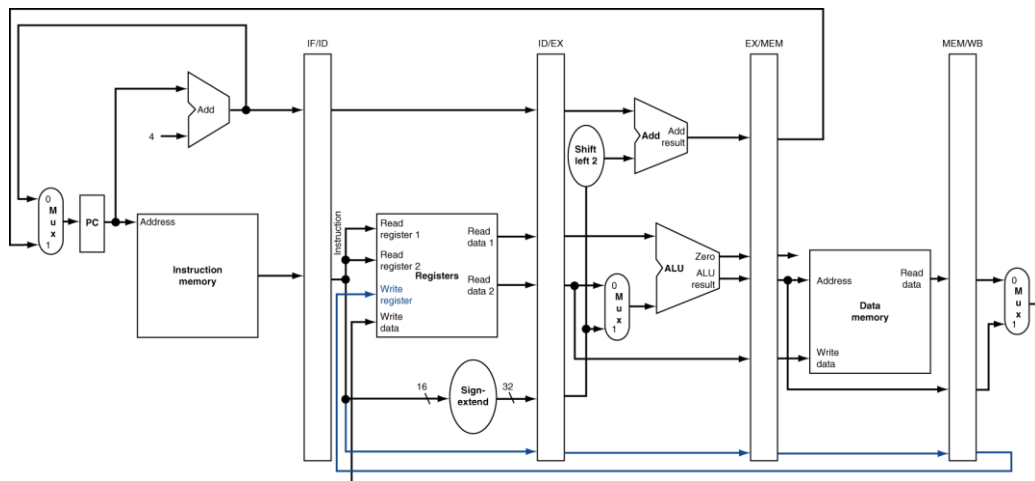 IF/ID
ID/EX
EX/MEM
MEM/WB
Add
4
Shift
left 2
Add
Add
result
0
M
u
x
1
PC
Address
Instruction
memory
Instruction
Read
register 1
Read
register 2
Write
register
Write
data
Registers
Read
data 1
Read
data 2
16
Sign-
extend
32
0
M
u
x
1
ALU
Zero
ALU
result
Address
Write
data
Data
memory
Read
data
0
M
u
x
1